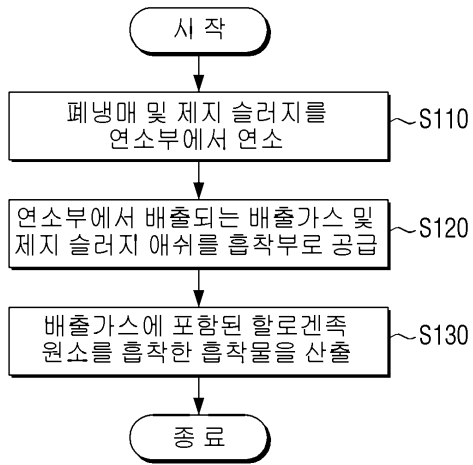 시 작
폐냉매 및 제지 슬러지를
연소부에서 연소
S110
연소부에서 배출되는 배출가스 및
제지 슬러지 애쉬를 흡착부로 공급
S120
배출가스에 포함된 할로겐족
원소를 흡착한 흡착물을 산출
S130
종 료